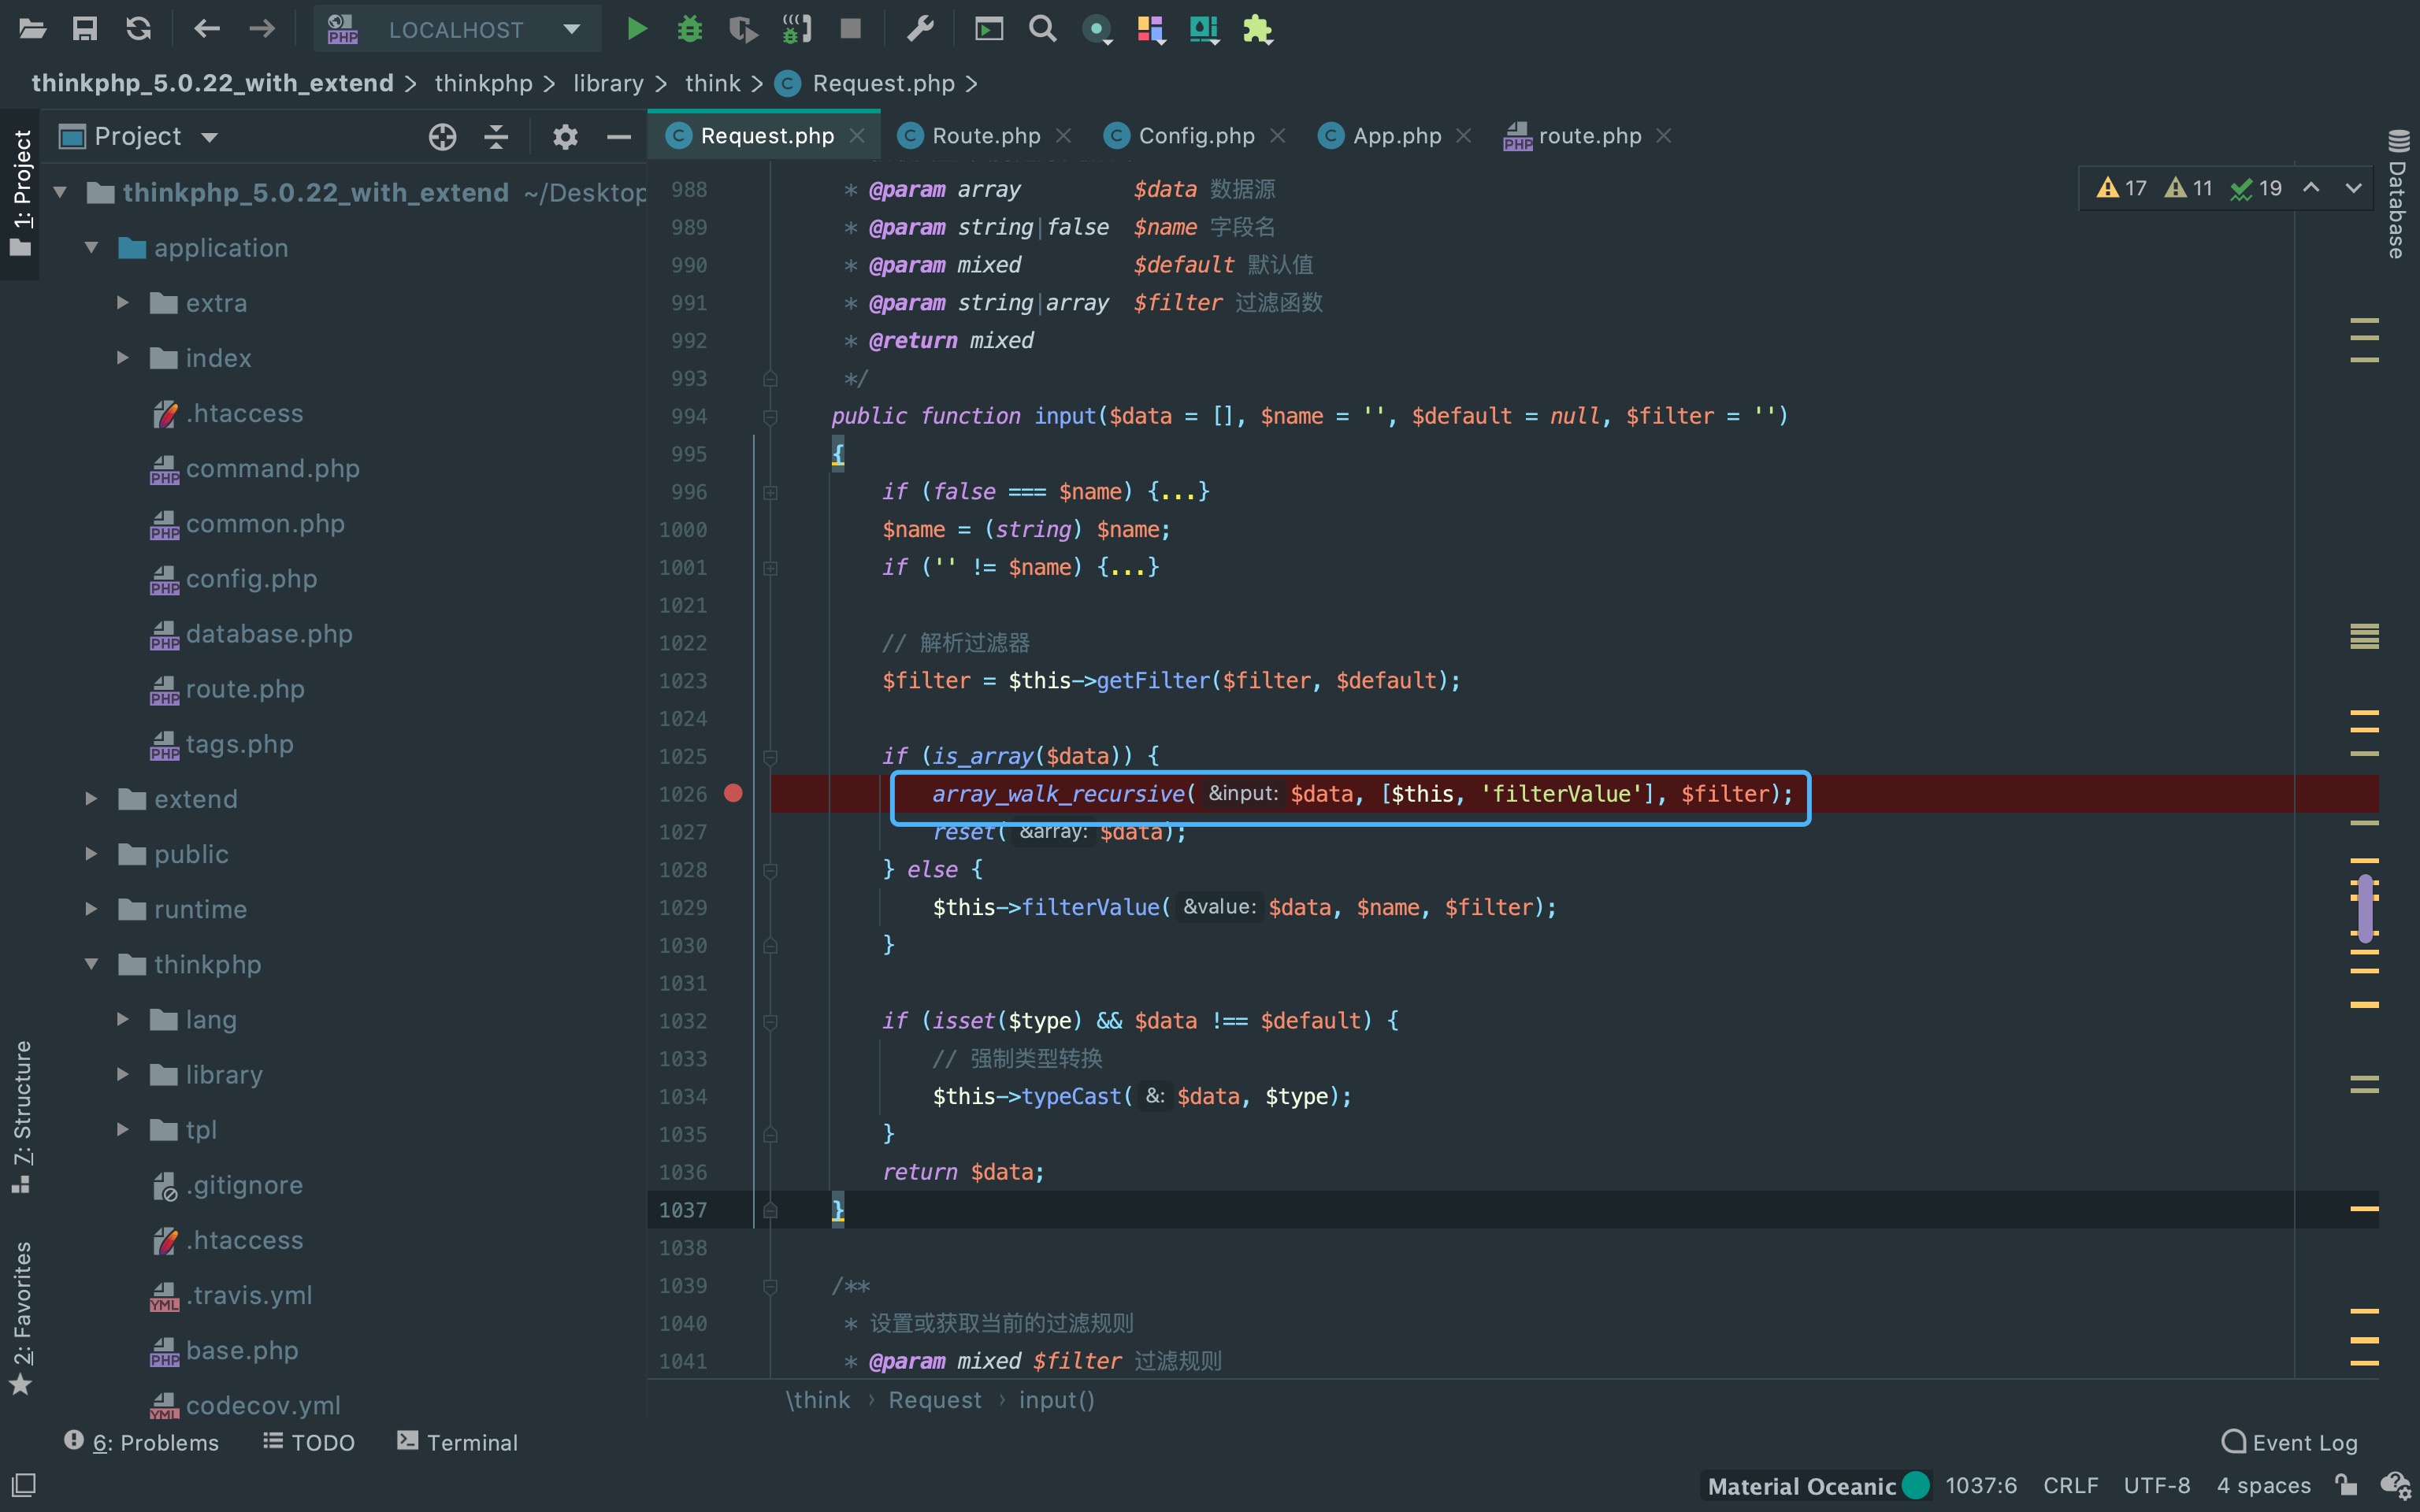 LOCALHOST
thinkphp_5.0.22_with_extend > thinkphp > library > think > Request.php >
1: Project
7: Structure
2: Favorites
Project
thinkphp_5.0.22_with_extend ~/Desktop
application
extra
index
.htaccess
command.php
common.php
config.php
database.php
route.php
tags.php
extend
public
runtime
thinkphp
lang
library
tpl
.gitignore
.htaccess
.travis.yml
base.php
codecov.yml
Request.php
Route.php
Config.php
App.php
route.php
17 11 19
Database
988 * @param array $data 数据源
989 * @param string|false $name 字段名
990 * @param mixed $default 默认值
991 * @param string|array $filter 过滤函数
992 * @return mixed
993 */
994 public function input($data = [], $name = '', $default = null, $filter = '')
995 {
996 if (false === $name) {...}
1000 $name = (string) $name;
1001 if ('' != $name) {...}
1021
1022 // 解析过滤器
1023 $filter = $this->getFilter($filter, $default);
1024
1025 if (is_array($data)) {
1026 array_walk_recursive( &input: $data, [$this, 'filterValue'], $filter);
1027 reset( &array: $data);
1028 } else {
1029 $this->filterValue( &value: $data, $name, $filter);
1030 }
1031
1032 if (isset($type) && $data !== $default) {
1033 // 强制类型转换
1034 $this->typeCast( &: $data, $type);
1035 }
1036 return $data;
1037 }
1038
1039 /**
1040 * 设置或获取当前的过滤规则
1041 * @param mixed $filter 过滤规则
\think › Request › input()
6: Problems
TODO
Terminal
Event Log
Material Oceanic 1037:6 CRLF UTF-8 4 spaces